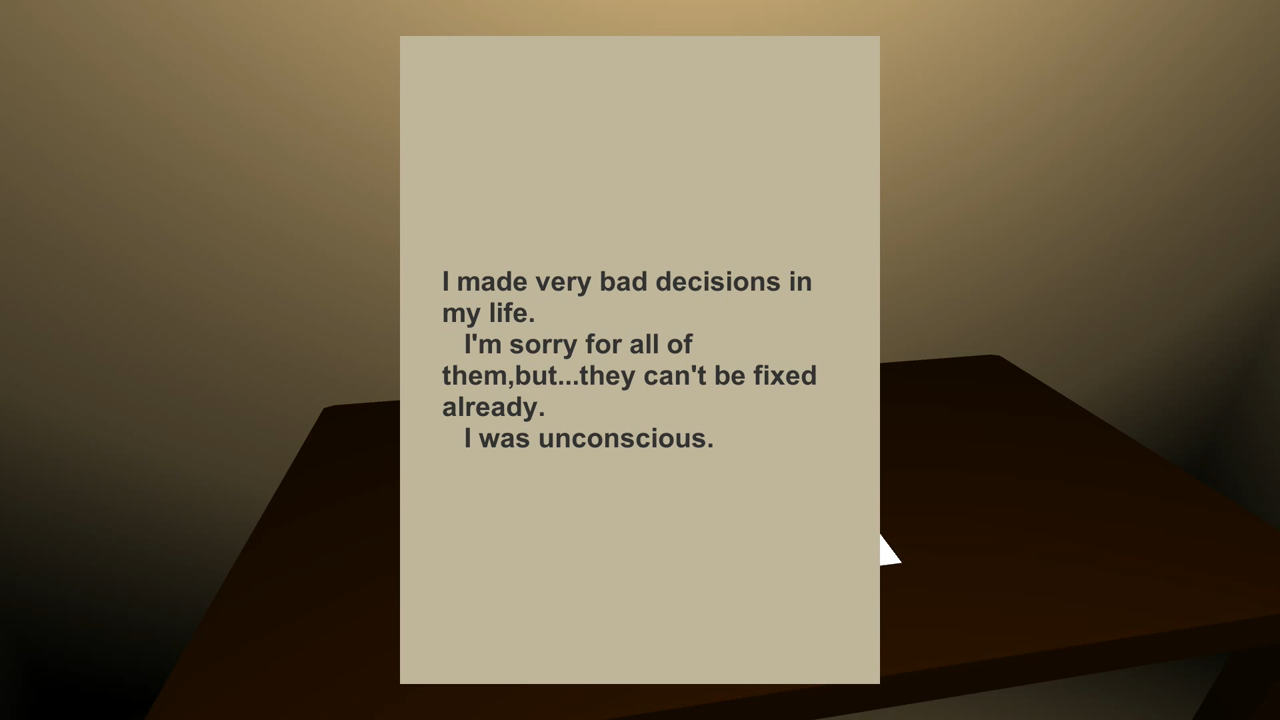 I made very bad decisions in
my life.
I'm sorry for all of
them,but...they can't be fixed
already.
I was unconscious.